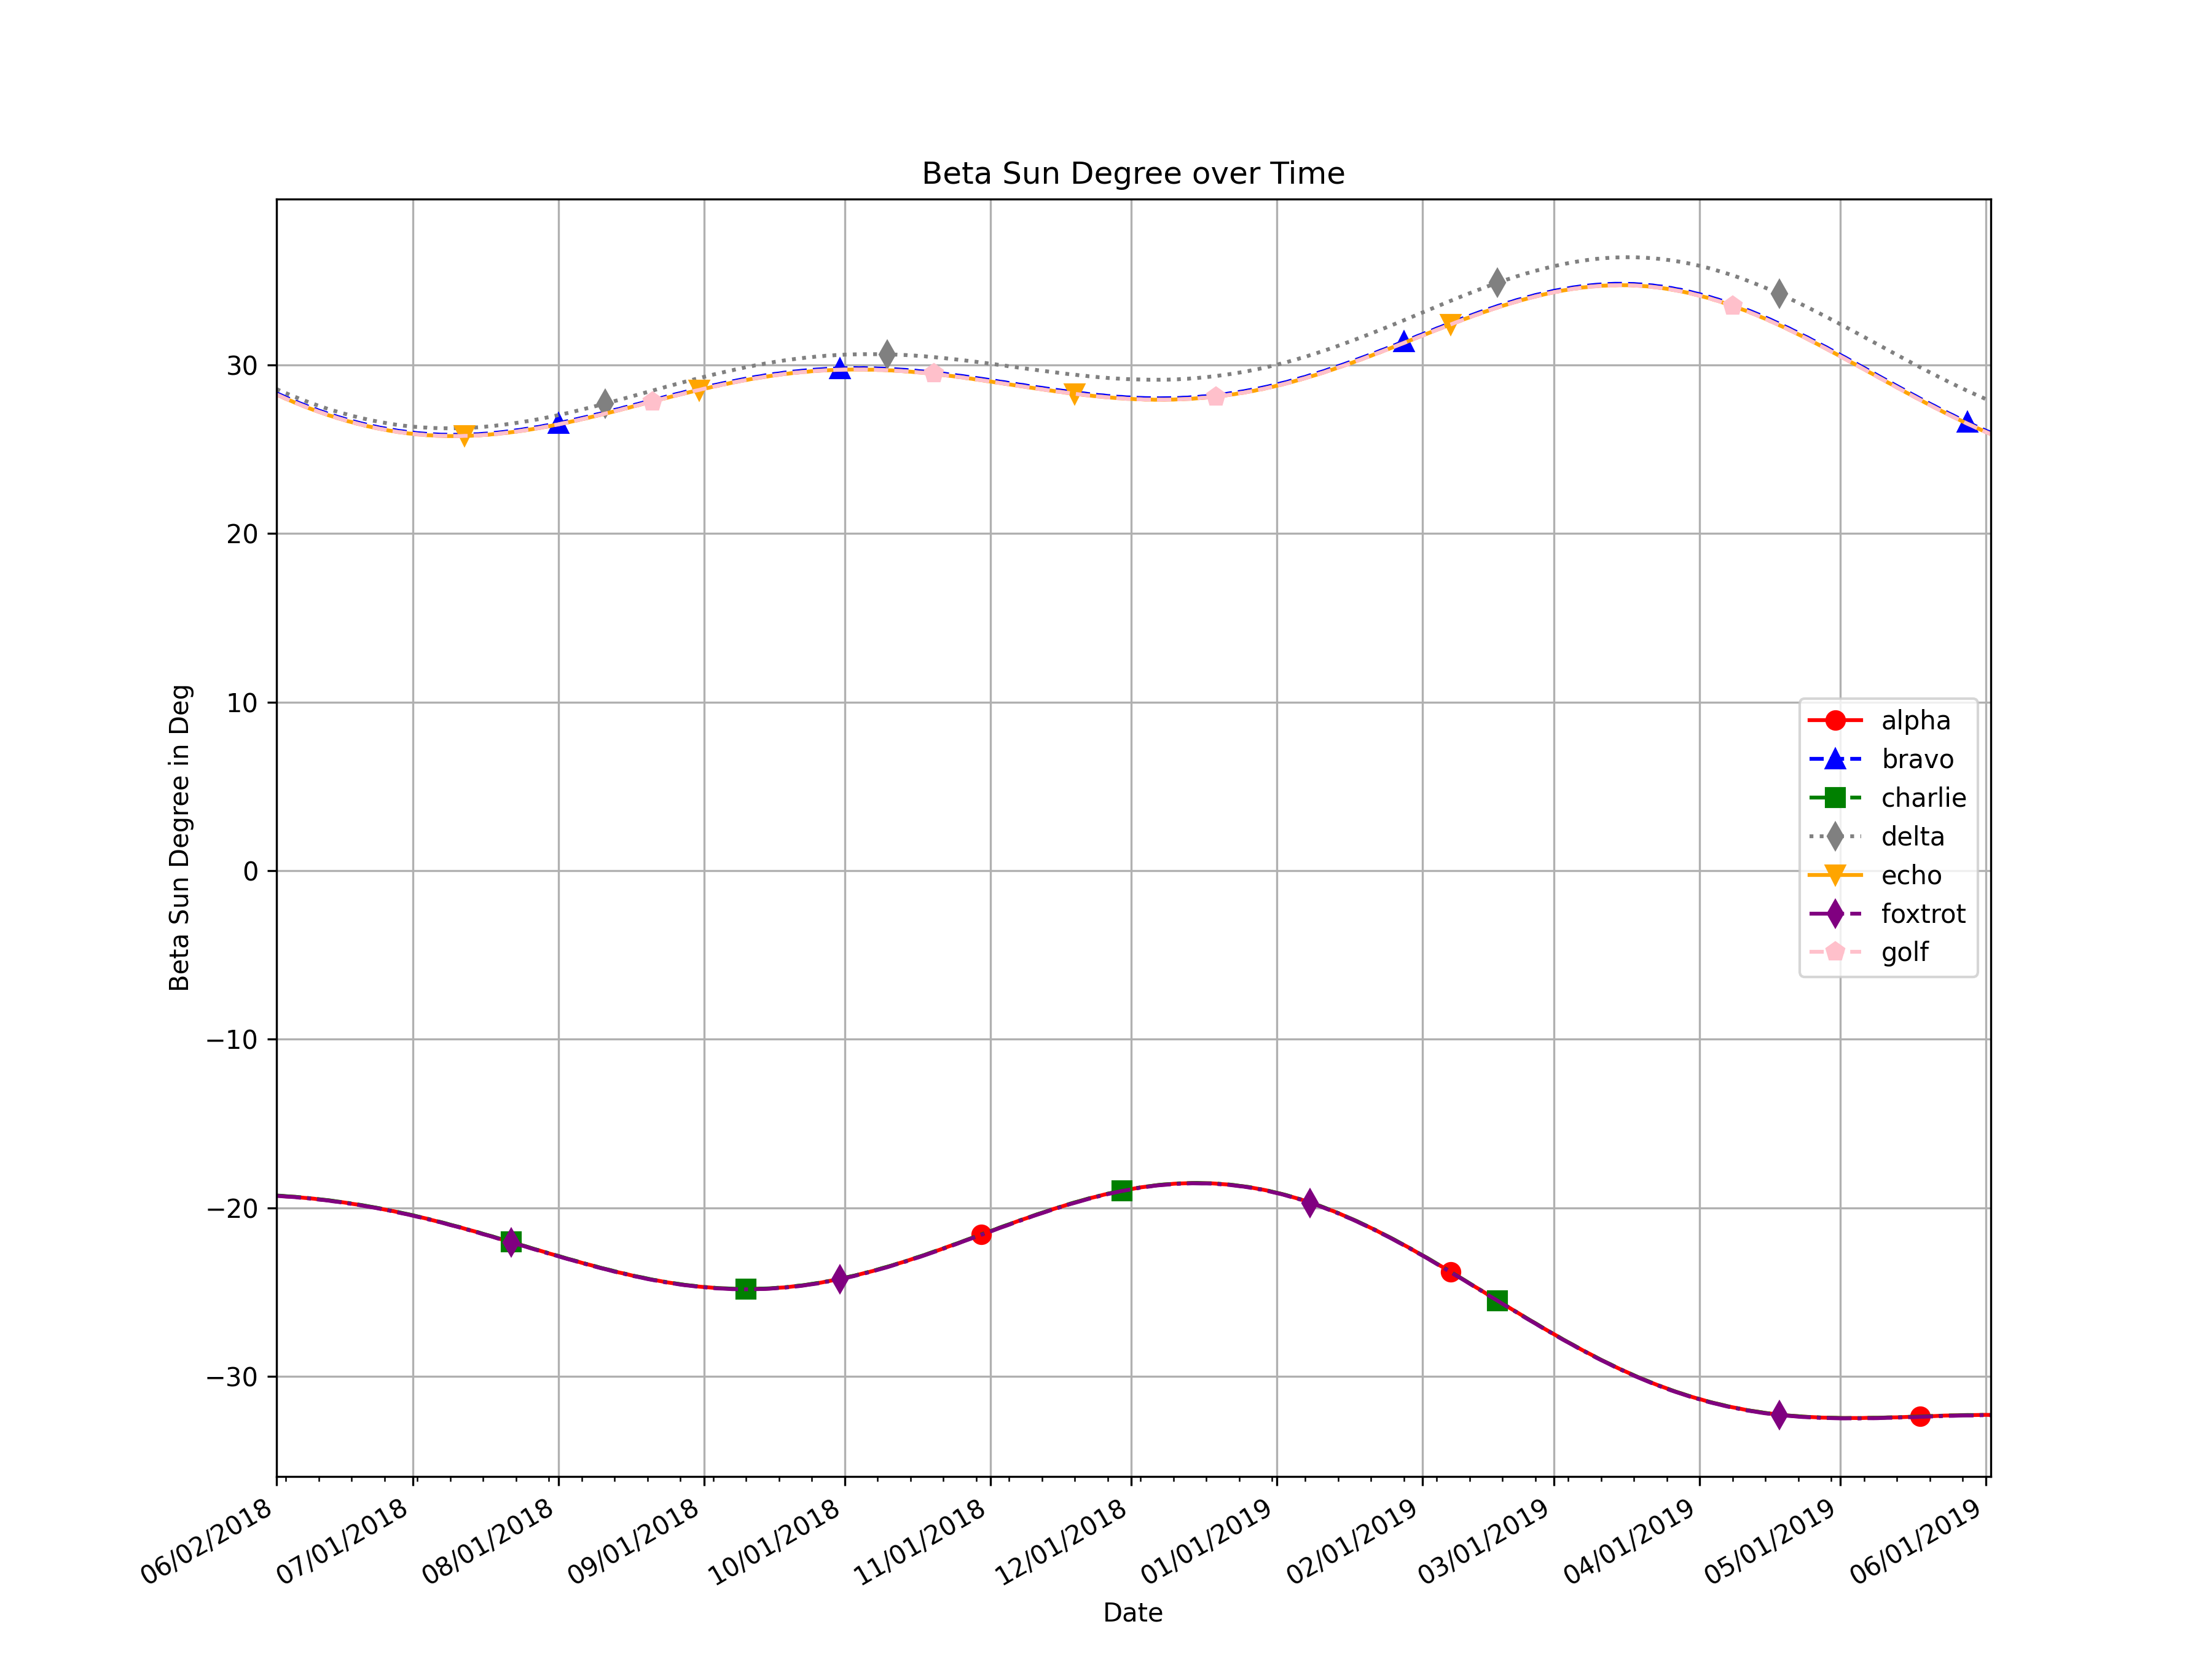 Beta Sun Degree over Time
Beta Sun Degree in Deg
30
20
10
0
−10
−20
−30
alpha
bravo
charlie
delta
echo
foxtrot
golf
06/02/2018
07/01/2018
08/01/2018
09/01/2018
10/01/2018
11/01/2018
12/01/2018
01/01/2019
02/01/2019
03/01/2019
04/01/2019
05/01/2019
06/01/2019
Date